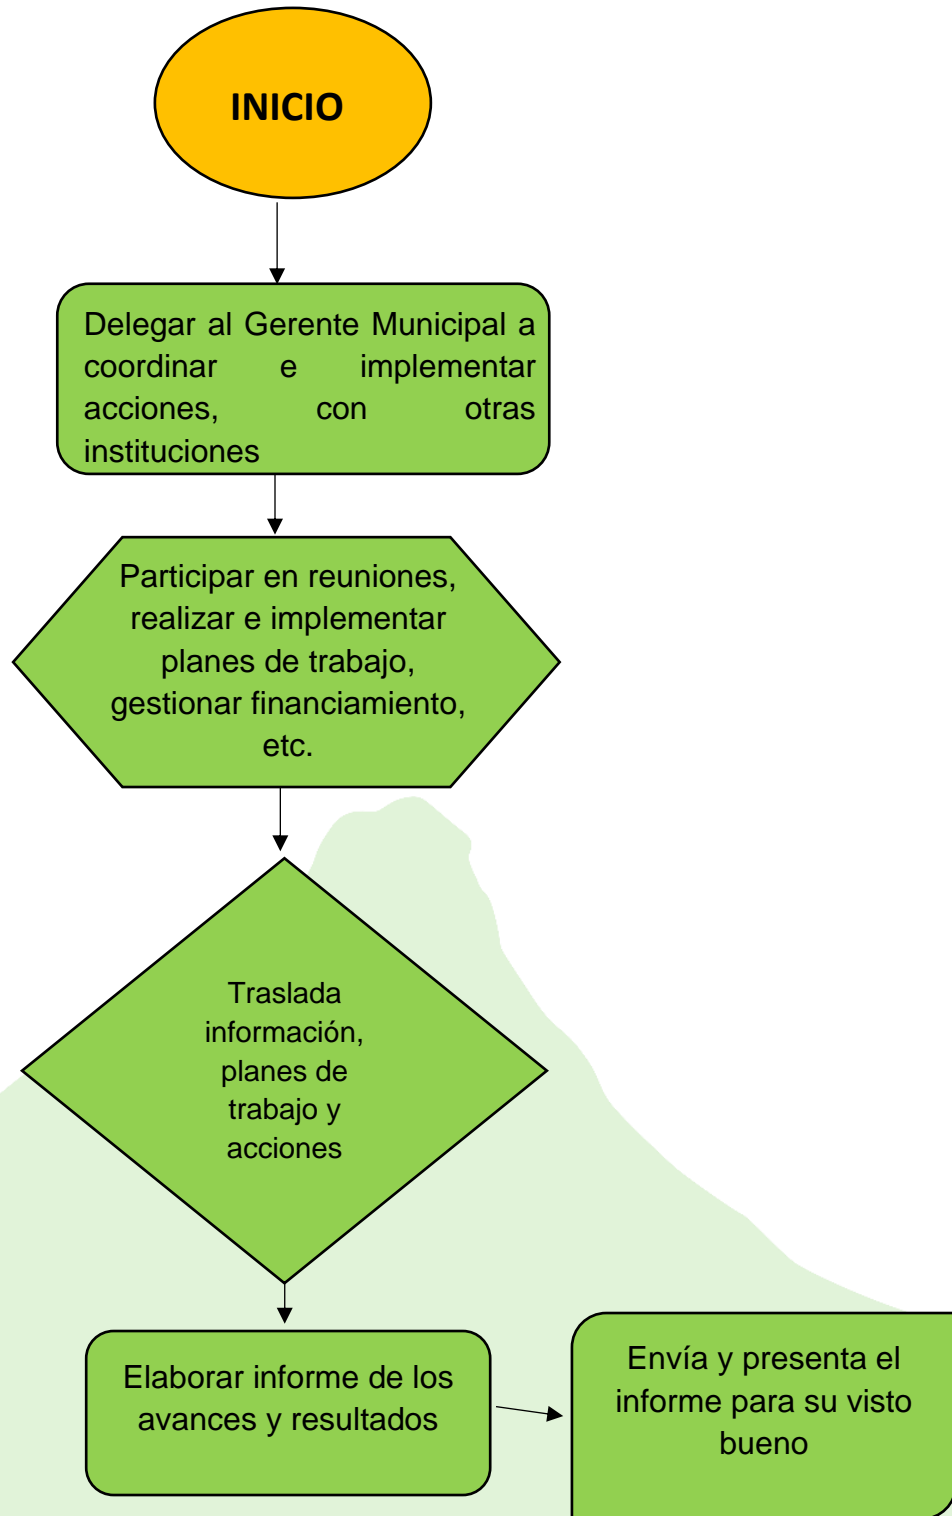 INICIO
Delegar al Gerente Municipal a
coordinar e implementar
acciones, con otras
instituciones
Participar en reuniones,
realizar e implementar
planes de trabajo,
gestionar financiamiento,
etc.
Traslada
información,
planes de
trabajo y
acciones
Elaborar informe de los
avances y resultados
Envía y presenta el
informe para su visto
bueno